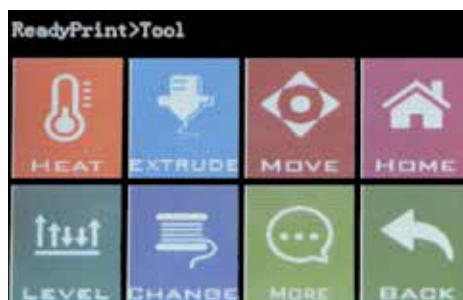 ReadyPrint>Tool
HEAT EXTRUDE MOVE HOME
LEVEL CHANGE MORE BACK